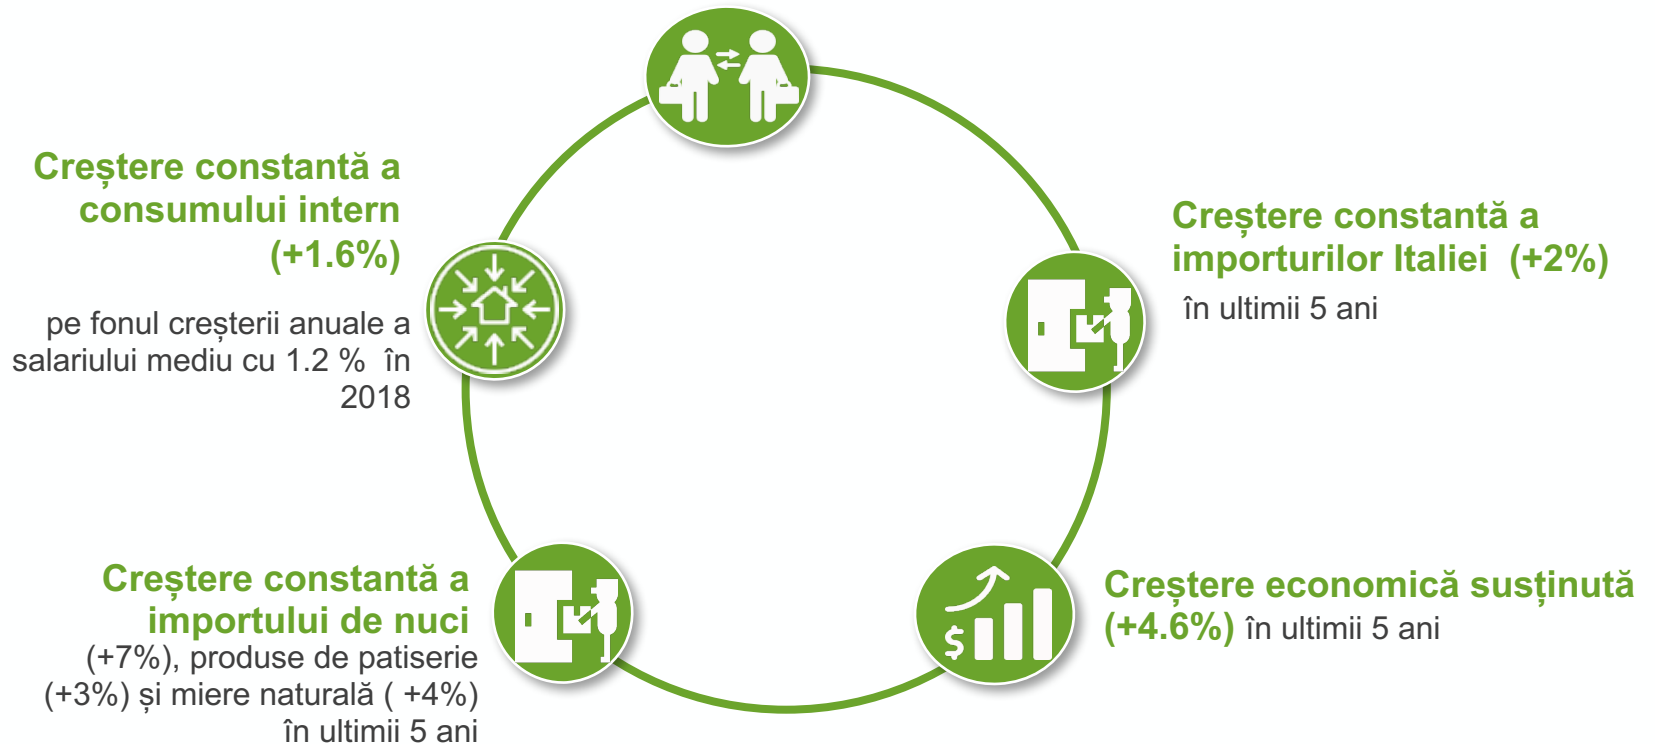 Creștere constantă a
consumului intern
(+1.6%)
pe fonul creșterii anuale a
salariului mediu cu 1.2 % în
2018
Creștere constantă a
importurilor Italiei (+2%)
în ultimii 5 ani
Creștere constantă a
importului de nuci
(+7%), produse de patiserie
(+3%) și miere naturală ( +4%)
în ultimii 5 ani
Creștere economică susținută
(+4.6%) în ultimii 5 ani
$